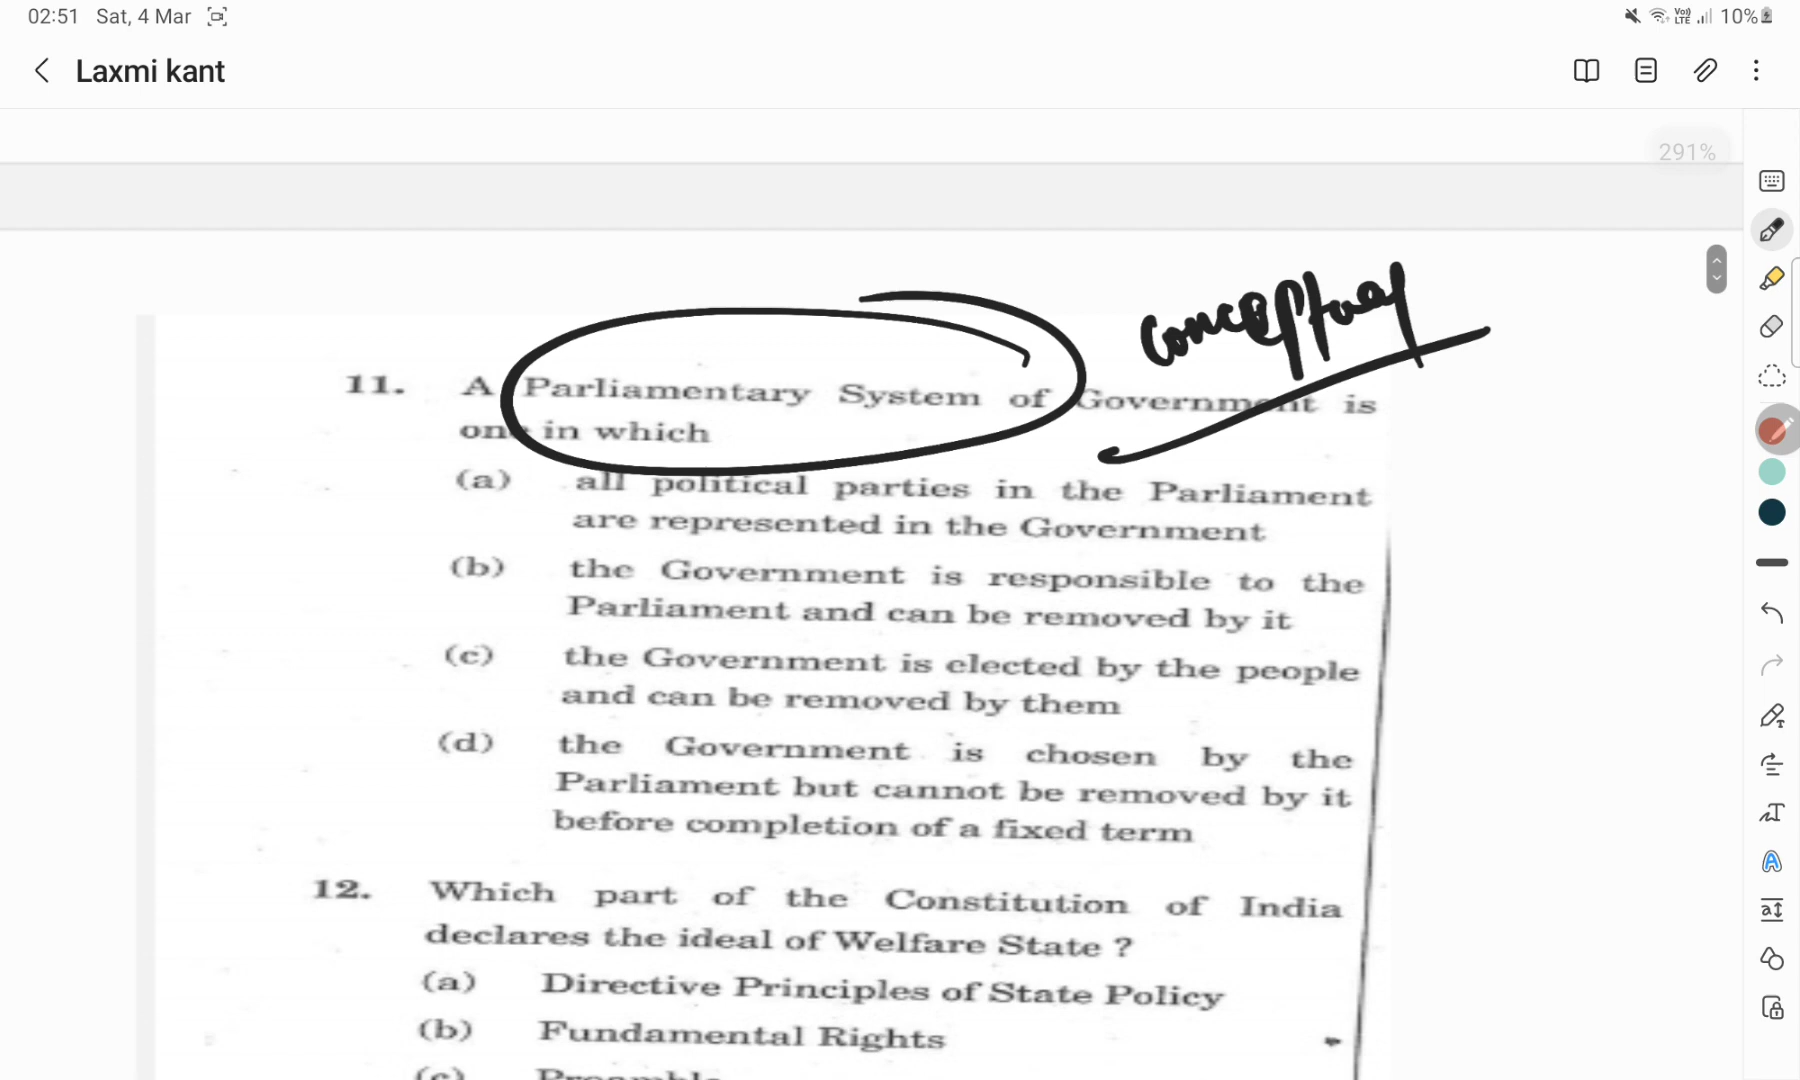 02:51 Sat, 4 Mar
Vo)) LTE 10%
Laxmi kant
291%
conceptual
11. A Parliamentary System of Government is
one in which
(a) all political parties in the Parliament
are represented in the Government
(b) the Government is responsible to the
Parliament and can be removed by it
(c) the Government is elected by the people
and can be removed by them
(d) the Government is chosen by the
Parliament but cannot be removed by it
before completion of a fixed term
12. Which part of the Constitution of India
declares the ideal of Welfare State ?
(a) Directive Principles of State Policy
(b) Fundamental Rights
(c) Preamble